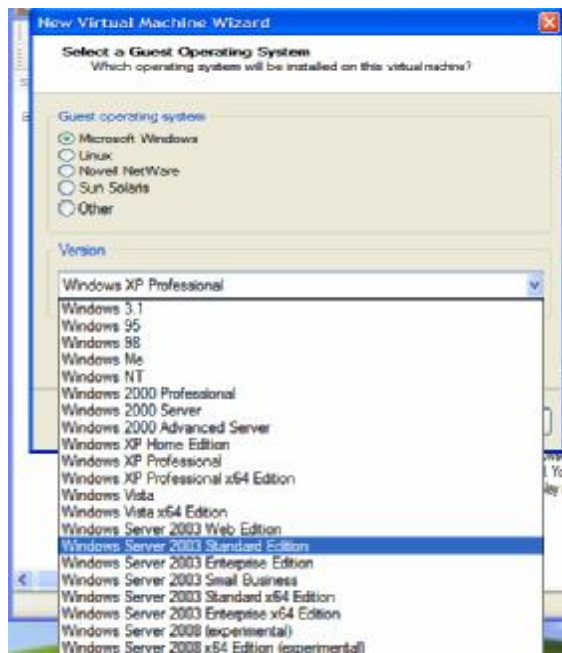 New Virtual Machine Wizard
Select a Guest Operating System
Which operating system will be installed on this virtual machine?
Guest operating system
Microsoft Windows
Linux
Novell NetWare
Sun Solaris
Other
Version
Windows XP Professional
Windows 3.1
Windows 95
Windows 98
Windows Me
Windows NT
Windows 2000 Professional
Windows 2000 Server
Windows 2000 Advanced Server
Windows XP Home Edition
Windows XP Professional
Windows XP Professional x64 Edition
Windows Vista
Windows Vista x64 Edition
Windows Server 2003 Web Edition
Windows Server 2003 Standard Edition
Windows Server 2003 Enterprise Edition
Windows Server 2003 Small Business
Windows Server 2003 Standard x64 Edition
Windows Server 2003 Enterprise x64 Edition
Windows Server 2008 (experimental)
Windows Server 2008 x64 Edition (experimental)